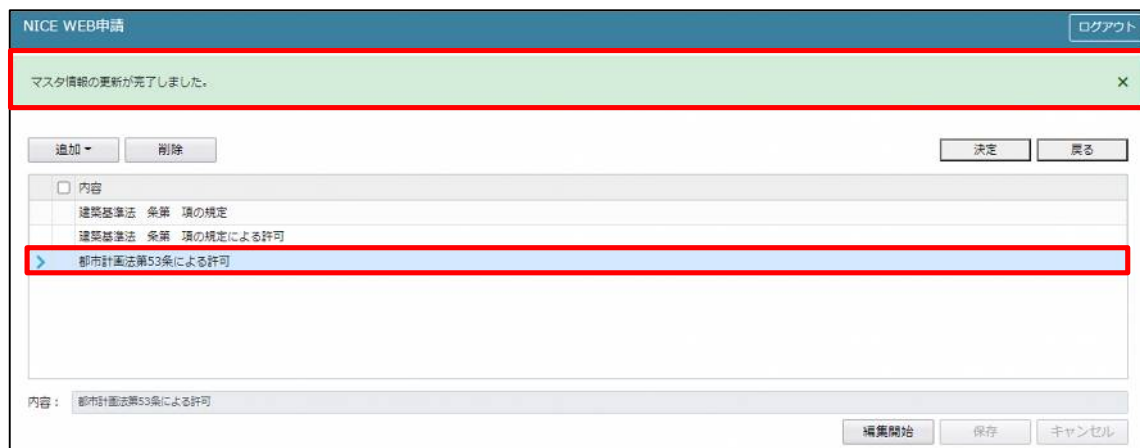 NICE WEB申請 ログアウト
マスタ情報の更新が完了しました。 ×
追加 削除 決定 戻る
内容
建築基準法　条第　項の規定
建築基準法　条第　項の規定による許可
都市計画法第53条による許可
内容： 都市計画法第53条による許可
編集開始 保存 キャンセル